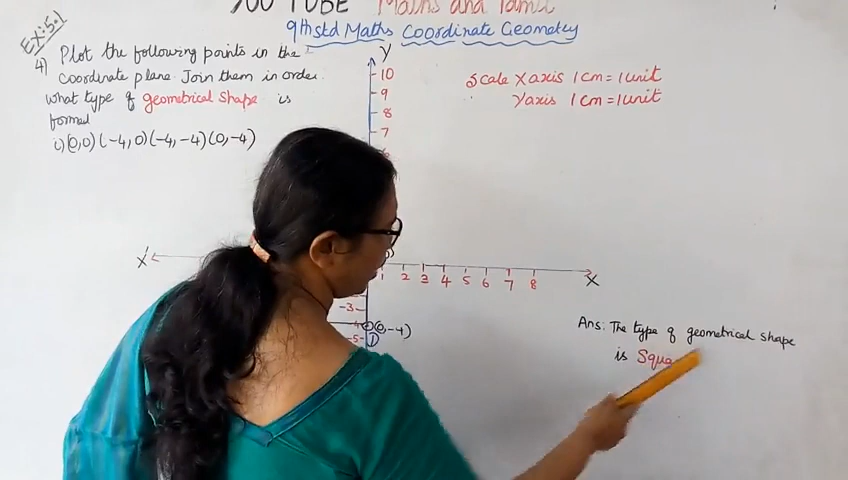 YOU TUBE Maths and Tamil
9th std Maths Coordinate Geometry
EX:5.1
4) Plot the following points in the
coordinate plane. Join them in order.
what type of geometrical shape is
formed
i) (0,0) (-4,0) (-4,-4) (0,-4)
Scale X axis 1cm = 1unit
Y axis 1cm = 1unit
Y
10
9
8
7
X' 1 2 3 4 5 6 7 8 X
-3
(0,-4)
-5
Ans: The type of geometrical shape
is